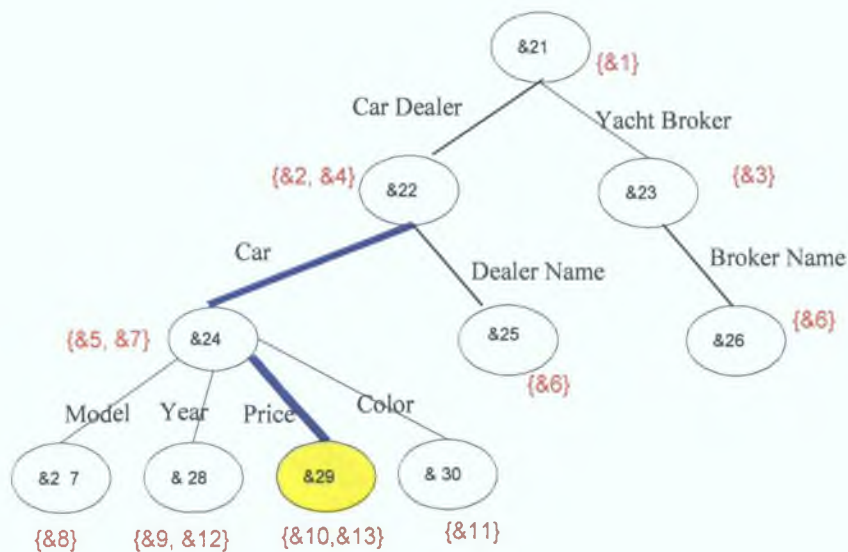 &21
{&1}
Car Dealer
Yacht Broker
{&2, &4}
&22
&23
{&3}
Car
Dealer Name
Broker Name
{&5, &7}
&24
&25
&26
{&6}
{&6}
Model
Year
Price
Color
&2 7
& 28
&29
& 30
{&8}
{&9, &12}
{&10,&13}
{&11}